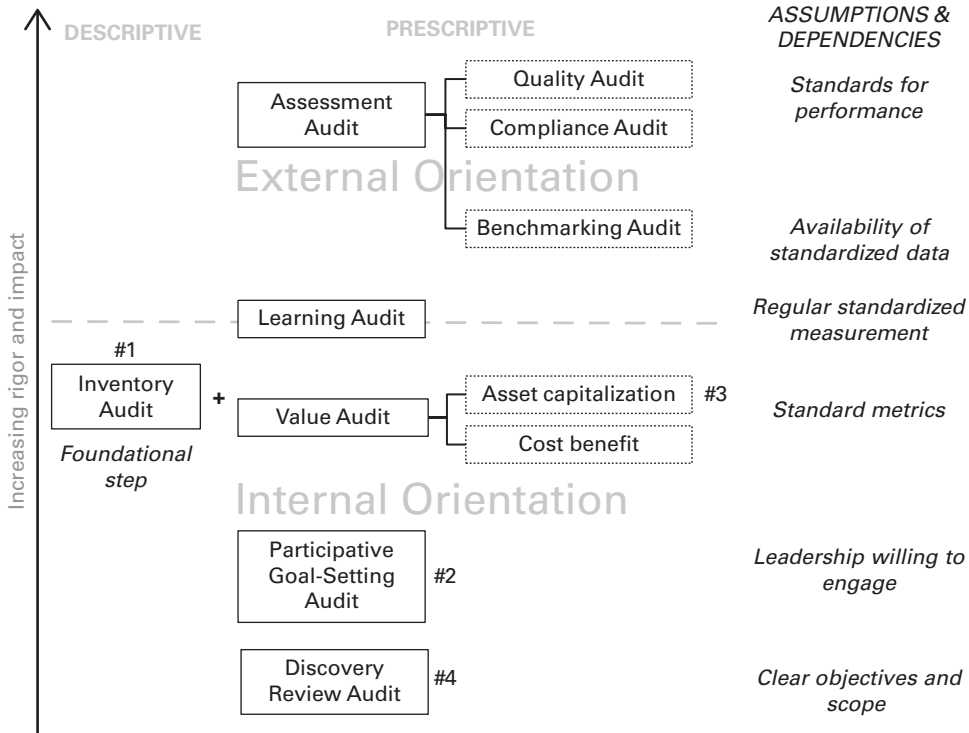 DESCRIPTIVE
PRESCRIPTIVE
ASSUMPTIONS &
DEPENDENCIES
Assessment
Audit
Quality Audit
Compliance Audit
Standards for
performance
External Orientation
Benchmarking Audit
Availability of
standardized data
Learning Audit
Regular standardized
measurement
Increasing rigor and impact
#1
Inventory
Audit
+
Foundational
step
Value Audit
Asset capitalization
#3
Cost benefit
Standard metrics
Internal Orientation
Participative
Goal-Setting
Audit
#2
Leadership willing to
engage
Discovery
Review Audit
#4
Clear objectives and
scope